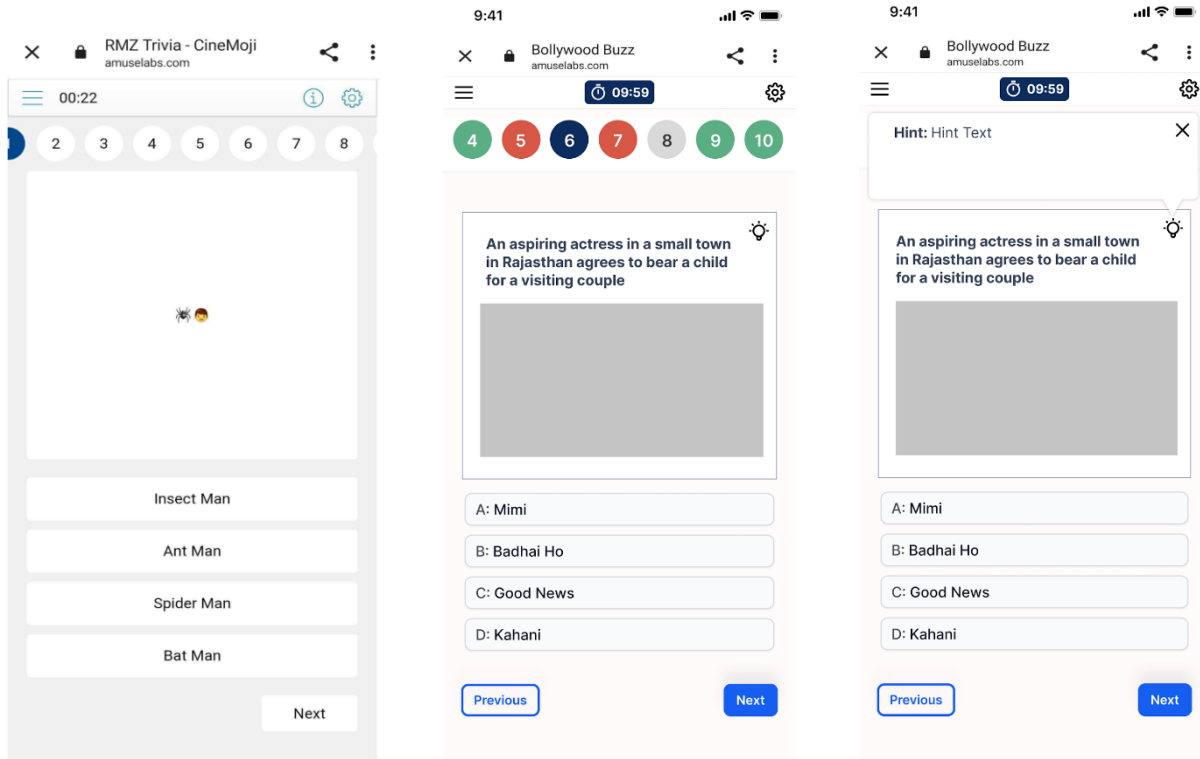 RMZ Trivia - CineMoji
amuselabs.com
00:22
2 3 4 5 6 7 8
Insect Man
Ant Man
Spider Man
Bat Man
Next
9:41
Bollywood Buzz
amuselabs.com
09:59
4 5 6 7 8 9 10
An aspiring actress in a small town
in Rajasthan agrees to bear a child
for a visiting couple
A: Mimi
B: Badhai Ho
C: Good News
D: Kahani
Previous
Next
9:41
Bollywood Buzz
amuselabs.com
09:59
Hint: Hint Text
An aspiring actress in a small town
in Rajasthan agrees to bear a child
for a visiting couple
A: Mimi
B: Badhai Ho
C: Good News
D: Kahani
Previous
Next